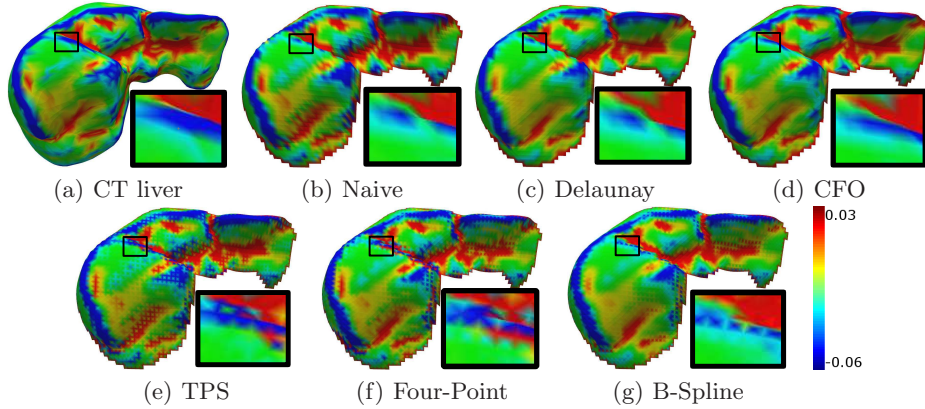 (a) CT liver (b) Naive (c) Delaunay (d) CFO
0.03
-0.06
(e) TPS (f) Four-Point (g) B-Spline